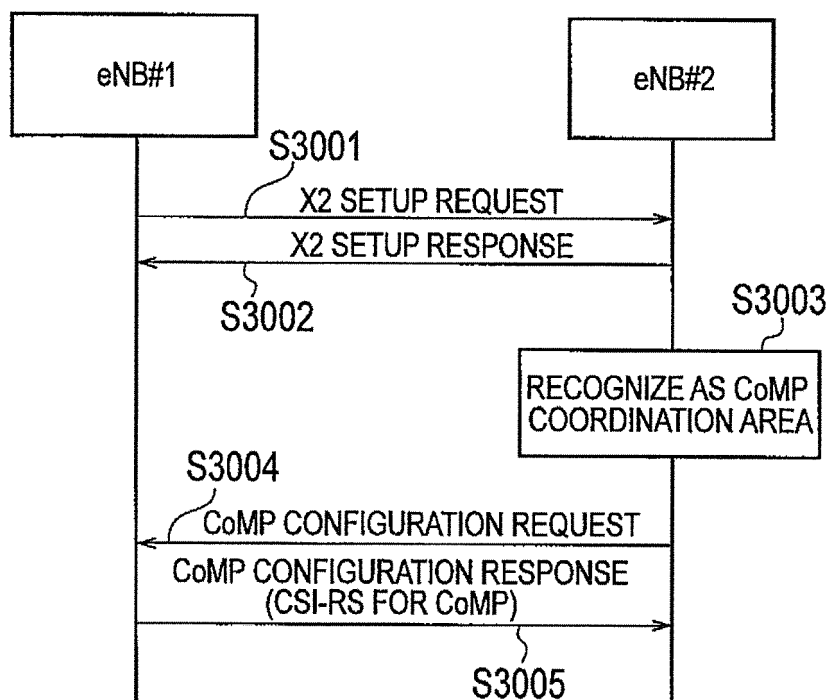 eNB#1
eNB#2
S3001
X2 SETUP REQUEST
X2 SETUP RESPONSE
S3002
S3003
RECOGNIZE AS CoMP
COORDINATION AREA
S3004
CoMP CONFIGURATION REQUEST
CoMP CONFIGURATION RESPONSE
(CSI-RS FOR CoMP)
S3005